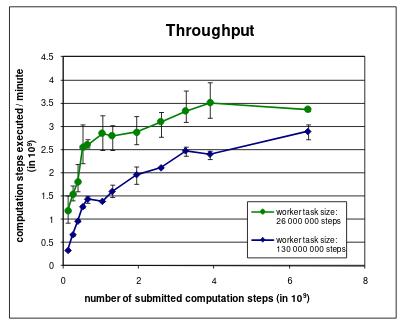 Throughput
computation steps executed / minute
(in 10⁹)
4.5
4
3.5
3
2.5
2
1.5
1
0.5
0
0 2 4 6 8
number of submitted computation steps (in 10⁹)
worker task size:
26 000 000 steps
worker task size:
130 000 000 steps